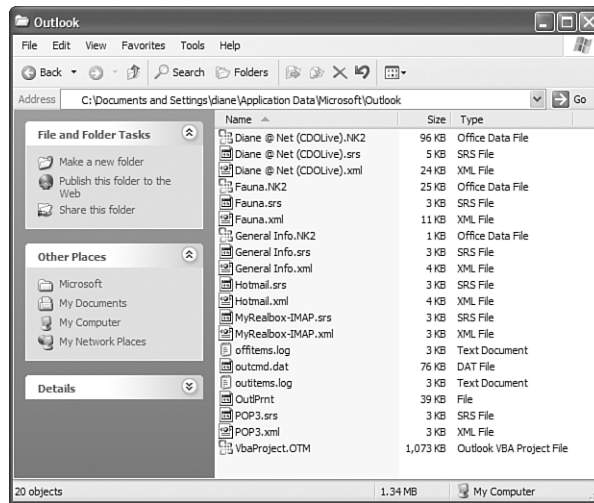 Outlook
File Edit View Favorites Tools Help
Back Search Folders
Address C:\Documents and Settings\diane\Application Data\Microsoft\Outlook Go
File and Folder Tasks
Make a new folder
Publish this folder to the
Web
Share this folder
Other Places
Microsoft
My Documents
My Computer
My Network Places
Details
Name Size Type
Diane @ Net (CDOLive).NK2 96 KB Office Data File
Diane @ Net (CDOLive).srs 5 KB SRS File
Diane @ Net (CDOLive).xml 24 KB XML File
Fauna.NK2 25 KB Office Data File
Fauna.srs 3 KB SRS File
Fauna.xml 11 KB XML File
General Info.NK2 1 KB Office Data File
General Info.srs 3 KB SRS File
General Info.xml 4 KB XML File
Hotmail.srs 3 KB SRS File
Hotmail.xml 4 KB XML File
MyRealbox-IMAP.srs 3 KB SRS File
MyRealbox-IMAP.xml 3 KB XML File
offitems.log 3 KB Text Document
outcmd.dat 76 KB DAT File
outitems.log 3 KB Text Document
OutlPrnt 39 KB File
POP3.srs 3 KB SRS File
POP3.xml 3 KB XML File
VbaProject.OTM 1,073 KB Outlook VBA Project File
20 objects 1.34 MB My Computer